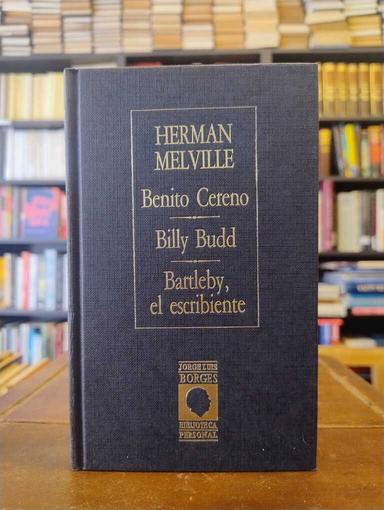 HERMAN
MELVILLE
Benito Cereno
Billy Budd
Bartleby,
el escribiente
JORGE LUIS
BORGES
BIBLIOTECA
PERSONAL